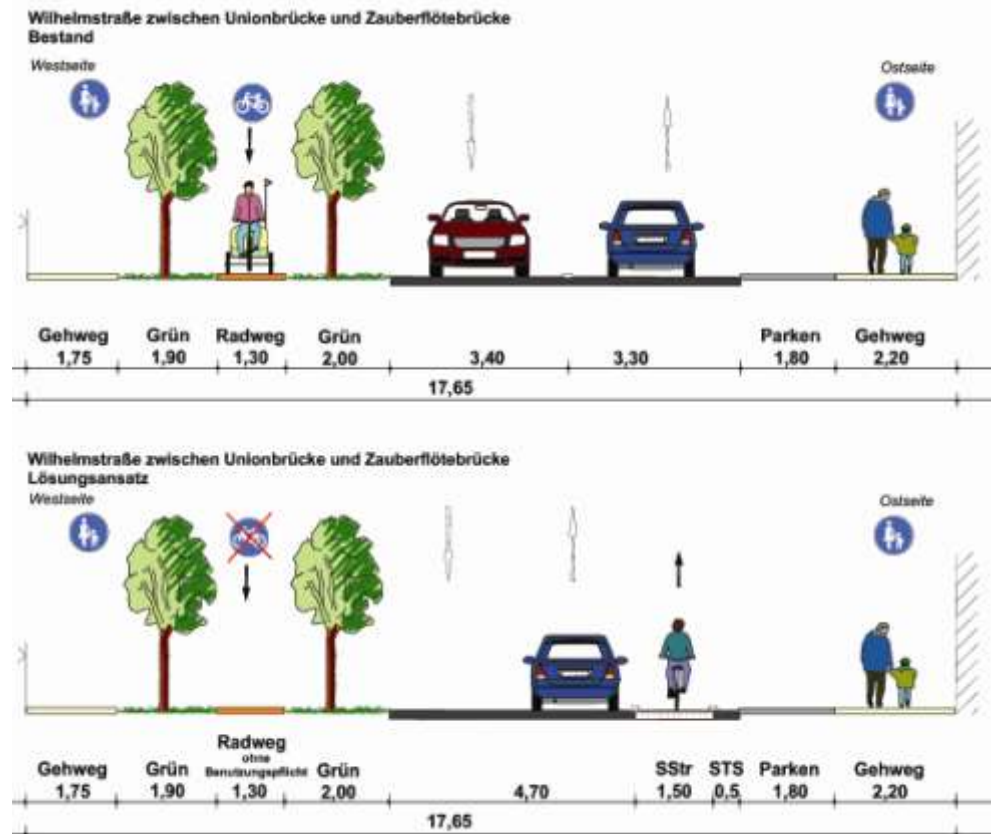 Wilhelmstraße zwischen Unionbrücke und Zauberflötebrücke
Bestand
Westseite
Ostseite
Gehweg Grün Radweg Grün Parken Gehweg
1,75 1,90 1,30 2,00 3,40 3,30 1,80 2,20
17,65
Wilhelmstraße zwischen Unionbrücke und Zauberflötebrücke
Lösungsansatz
Westseite
Ostseite
Radweg
ohne
Gehweg Grün Benutzungspflicht Grün SStr STS Parken Gehweg
1,75 1,90 1,30 2,00 4,70 1,50 0,5 1,80 2,20
17,65